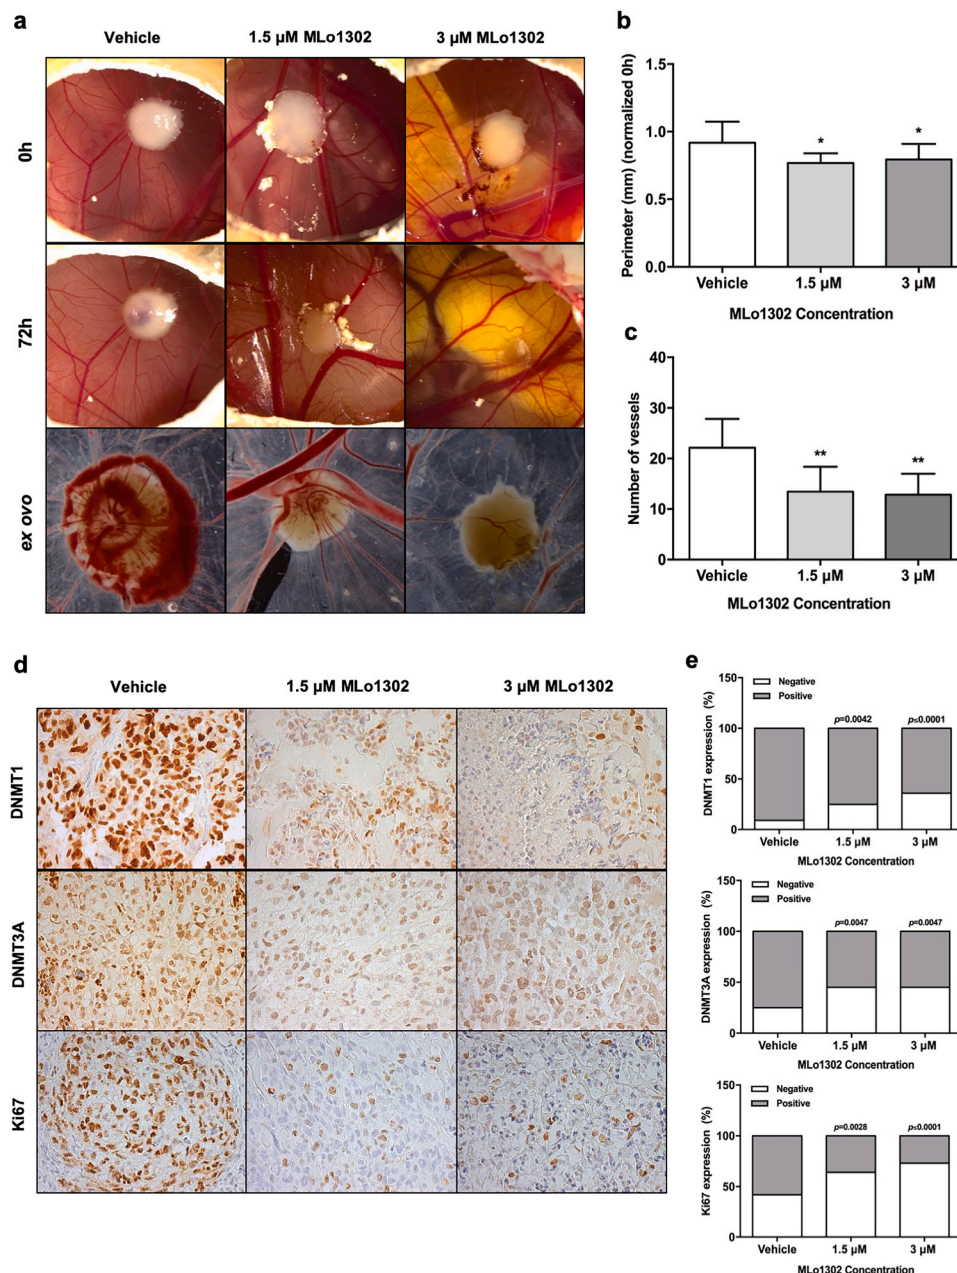 a
Vehicle
1.5 µM MLo1302
3 µM MLo1302
0h
72h
ex ovo
b
Perimeter (mm) (normalized 0h)
1.5
1.0
0.5
0.0
*
*
Vehicle
1.5 µM
3 µM
MLo1302 Concentration
c
Number of vessels
40
30
20
10
0
**
**
Vehicle
1.5 µM
3 µM
MLo1302 Concentration
d
Vehicle
1.5 µM MLo1302
3 µM MLo1302
DNMT1
DNMT3A
Ki67
e
DNMT1 expression (%)
150
100
50
0
Negative
Positive
p=0.0042
p≤0.0001
Vehicle
1.5 µM
3 µM
MLo1302 Concentration
DNMT3A expression (%)
150
100
50
0
Negative
Positive
p=0.0047
p=0.0047
Vehicle
1.5 µM
3 µM
MLo1302 Concentration
Ki67 expression (%)
150
100
50
0
Negative
Positive
p=0.0028
p≤0.0001
Vehicle
1.5 µM
3 µM
MLo1302 Concentration